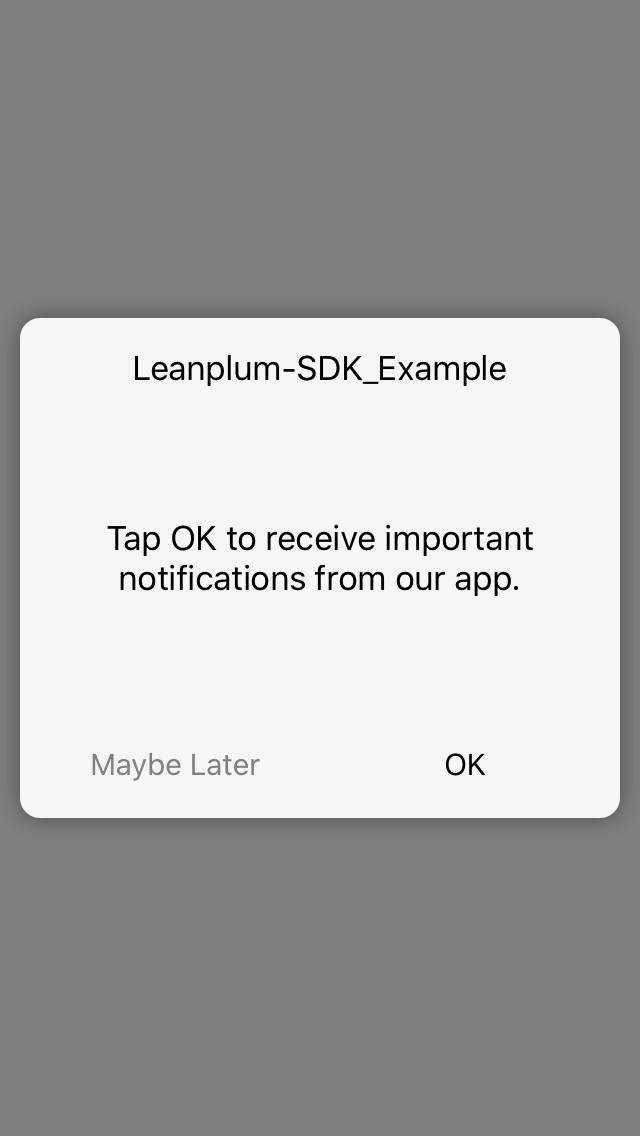 Leanplum-SDK_Example
Tap OK to receive important
notifications from our app.
Maybe Later
OK